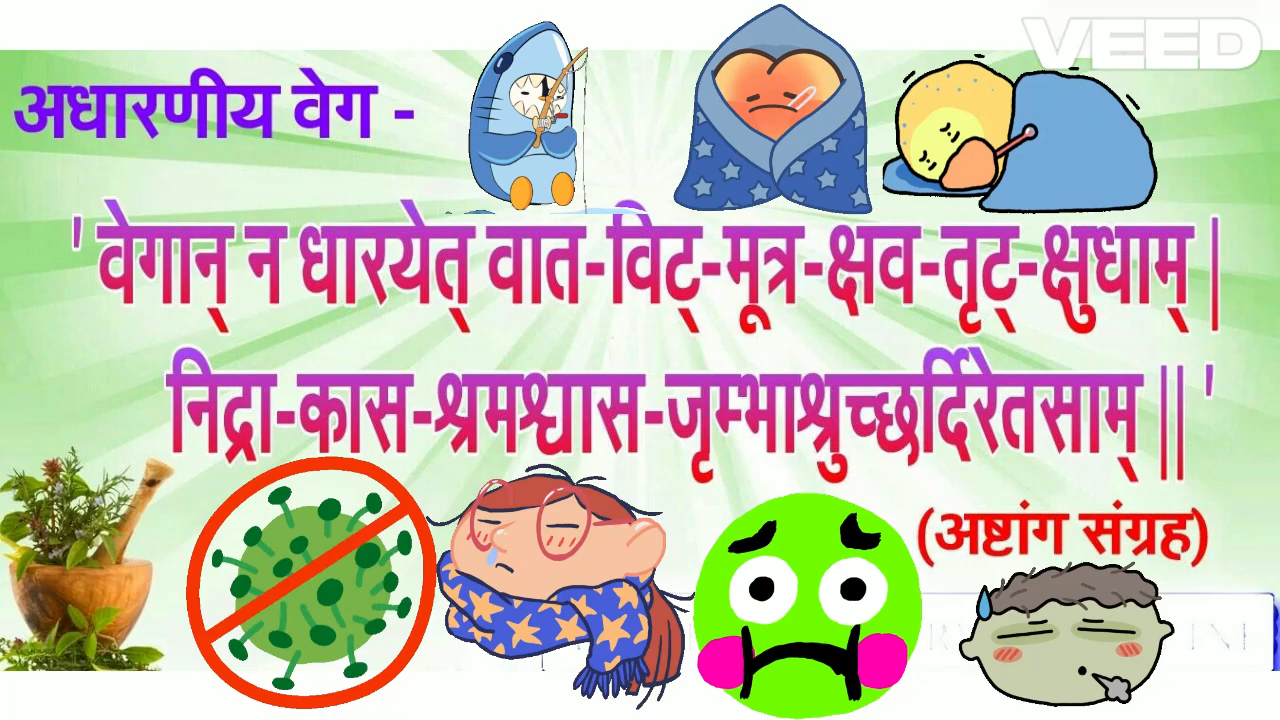 VEED
अधारणीय वेग -
' वेगान् न धारयेत् वात-विट्-मूत्र-क्षव-तृट्-क्षुधाम् |
निद्रा-कास-श्रमश्वास-जृम्भाश्रुच्छर्दिरेतसाम् || '
(अष्टांग संग्रह)